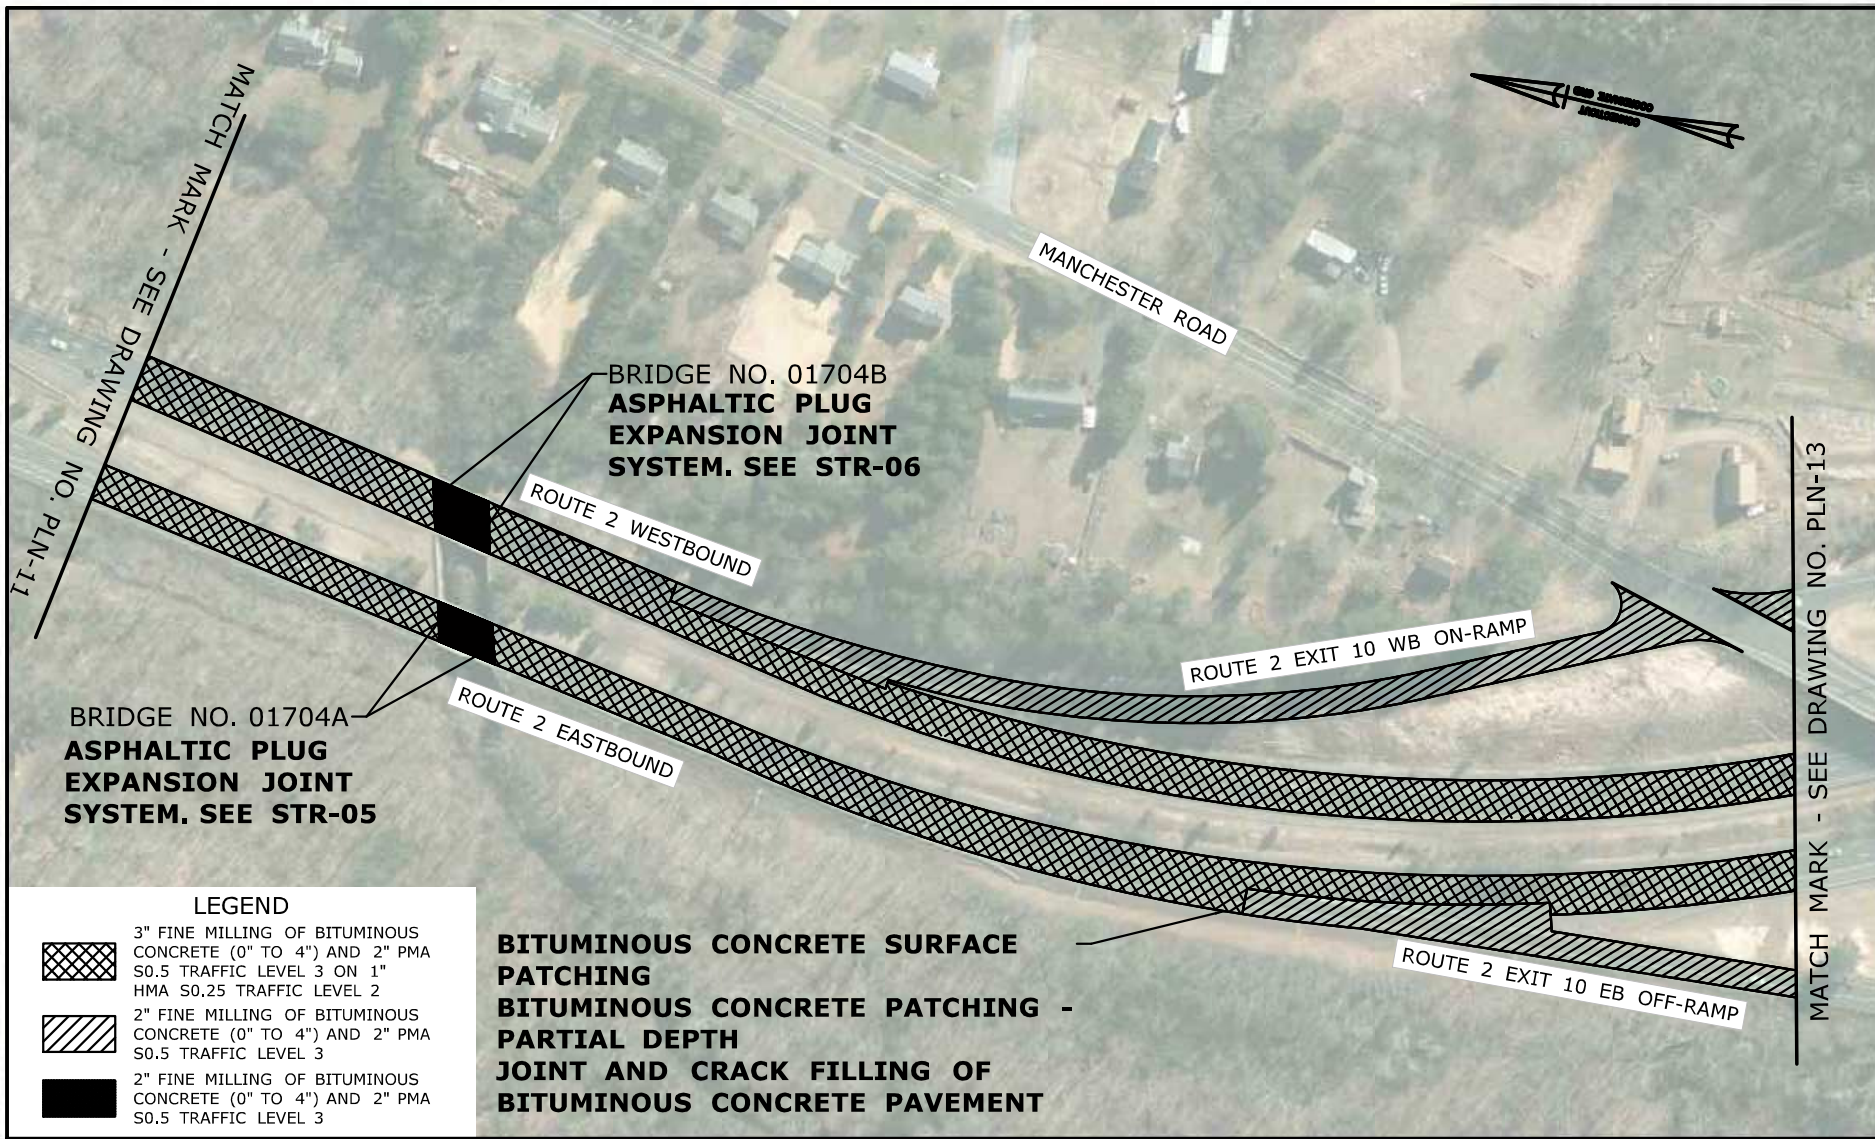 MATCH MARK - SEE DRAWING NO. PLN-11
CONNECTICUT
COORDINATE GRID
MANCHESTER ROAD
BRIDGE NO. 01704B
ASPHALTIC PLUG
EXPANSION JOINT
SYSTEM. SEE STR-06
ROUTE 2 WESTBOUND
ROUTE 2 EXIT 10 WB ON-RAMP
MATCH MARK - SEE DRAWING NO. PLN-13
BRIDGE NO. 01704A
ASPHALTIC PLUG
EXPANSION JOINT
SYSTEM. SEE STR-05
ROUTE 2 EASTBOUND
ROUTE 2 EXIT 10 EB OFF-RAMP
BITUMINOUS CONCRETE SURFACE
PATCHING
BITUMINOUS CONCRETE PATCHING -
PARTIAL DEPTH
JOINT AND CRACK FILLING OF
BITUMINOUS CONCRETE PAVEMENT
LEGEND
3" FINE MILLING OF BITUMINOUS
CONCRETE (0" TO 4") AND 2" PMA
S0.5 TRAFFIC LEVEL 3 ON 1"
HMA S0.25 TRAFFIC LEVEL 2
2" FINE MILLING OF BITUMINOUS
CONCRETE (0" TO 4") AND 2" PMA
S0.5 TRAFFIC LEVEL 3
2" FINE MILLING OF BITUMINOUS
CONCRETE (0" TO 4") AND 2" PMA
S0.5 TRAFFIC LEVEL 3